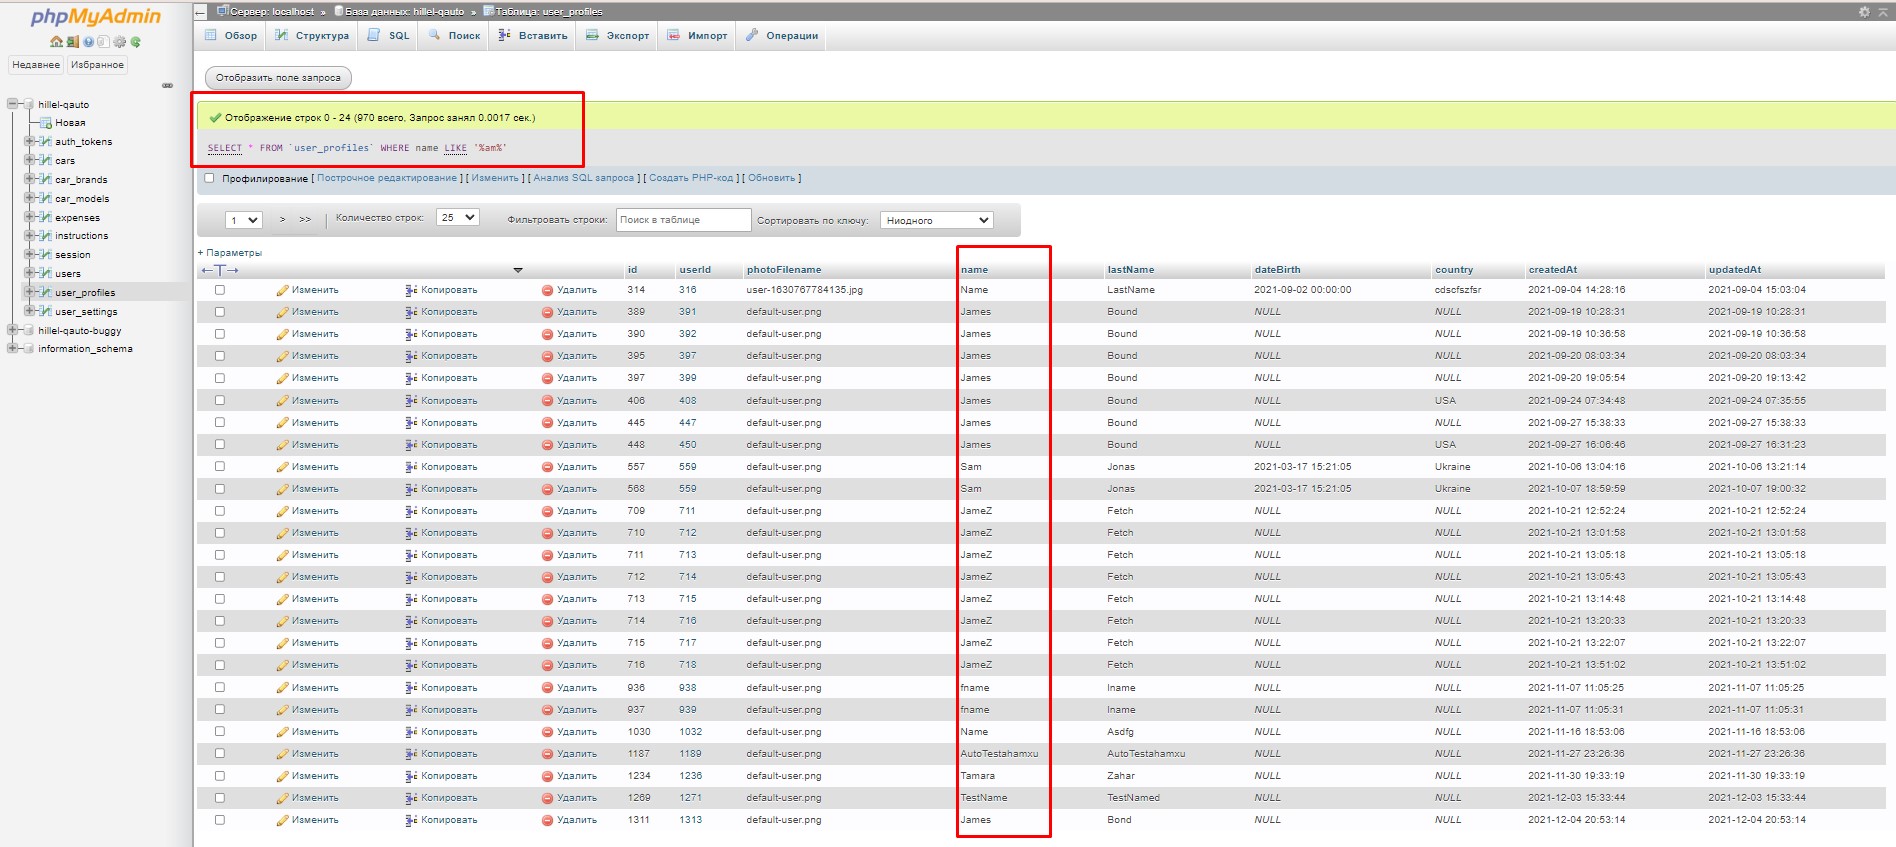 phpMyAdmin
Недавнее Избранное
hillel-qauto
Новая
auth_tokens
cars
car_brands
car_models
expenses
instructions
session
users
user_profiles
user_settings
hillel-qauto-buggy
information_schema
Сервер: localhost » База данных: hillel-qauto » Таблица: user_profiles
Обзор Структура SQL Поиск Вставить Экспорт Импорт Операции
Отобразить поле запроса
Отображение строк 0 - 24 (970 всего, Запрос занял 0.0017 сек.)
SELECT * FROM `user_profiles` WHERE name LIKE '%am%'
Профилирование [ Построчное редактирование ] [ Изменить ] [ Анализ SQL запроса ] [ Создать PHP-код ] [ Обновить ]
1 > >> | Количество строк: 25 Фильтровать строки: Поиск в таблице Сортировать по ключу: Ниодного
+ Параметры
←T→ id userId photoFilename name lastName dateBirth country createdAt updatedAt
Изменить Копировать Удалить 314 316 user-1630767784135.jpg Name LastName 2021-09-02 00:00:00 cdscfszfsr 2021-09-04 14:28:16 2021-09-04 15:03:04
Изменить Копировать Удалить 389 391 default-user.png James Bound NULL NULL 2021-09-19 10:28:31 2021-09-19 10:28:31
Изменить Копировать Удалить 390 392 default-user.png James Bound NULL NULL 2021-09-19 10:36:58 2021-09-19 10:36:58
Изменить Копировать Удалить 395 397 default-user.png James Bound NULL NULL 2021-09-20 08:03:34 2021-09-20 08:03:34
Изменить Копировать Удалить 397 399 default-user.png James Bound NULL NULL 2021-09-20 19:05:54 2021-09-20 19:13:42
Изменить Копировать Удалить 406 408 default-user.png James Bound NULL USA 2021-09-24 07:34:48 2021-09-24 07:35:55
Изменить Копировать Удалить 445 447 default-user.png James Bound NULL NULL 2021-09-27 15:38:33 2021-09-27 15:38:33
Изменить Копировать Удалить 448 450 default-user.png James Bound NULL USA 2021-09-27 16:06:46 2021-09-27 16:31:23
Изменить Копировать Удалить 557 559 default-user.png Sam Jonas 2021-03-17 15:21:05 Ukraine 2021-10-06 13:04:16 2021-10-06 13:21:14
Изменить Копировать Удалить 568 559 default-user.png Sam Jonas 2021-03-17 15:21:05 Ukraine 2021-10-07 18:59:59 2021-10-07 19:00:32
Изменить Копировать Удалить 709 711 default-user.png JameZ Fetch NULL NULL 2021-10-21 12:52:24 2021-10-21 12:52:24
Изменить Копировать Удалить 710 712 default-user.png JameZ Fetch NULL NULL 2021-10-21 13:01:58 2021-10-21 13:01:58
Изменить Копировать Удалить 711 713 default-user.png JameZ Fetch NULL NULL 2021-10-21 13:05:18 2021-10-21 13:05:18
Изменить Копировать Удалить 712 714 default-user.png JameZ Fetch NULL NULL 2021-10-21 13:05:43 2021-10-21 13:05:43
Изменить Копировать Удалить 713 715 default-user.png JameZ Fetch NULL NULL 2021-10-21 13:14:48 2021-10-21 13:14:48
Изменить Копировать Удалить 714 716 default-user.png JameZ Fetch NULL NULL 2021-10-21 13:20:33 2021-10-21 13:20:33
Изменить Копировать Удалить 715 717 default-user.png JameZ Fetch NULL NULL 2021-10-21 13:22:07 2021-10-21 13:22:07
Изменить Копировать Удалить 716 718 default-user.png JameZ Fetch NULL NULL 2021-10-21 13:51:02 2021-10-21 13:51:02
Изменить Копировать Удалить 936 938 default-user.png fname lname NULL NULL 2021-11-07 11:05:25 2021-11-07 11:05:25
Изменить Копировать Удалить 937 939 default-user.png fname lname NULL NULL 2021-11-07 11:05:31 2021-11-07 11:05:31
Изменить Копировать Удалить 1030 1032 default-user.png Name Asdfg NULL NULL 2021-11-16 18:53:06 2021-11-16 18:53:06
Изменить Копировать Удалить 1187 1189 default-user.png AutoTestahamxu AutoTestahamxu NULL NULL 2021-11-27 23:26:36 2021-11-27 23:26:36
Изменить Копировать Удалить 1234 1236 default-user.png Tamara Zahar NULL NULL 2021-11-30 19:33:19 2021-11-30 19:33:19
Изменить Копировать Удалить 1269 1271 default-user.png TestName TestNamed NULL NULL 2021-12-03 15:33:44 2021-12-03 15:33:44
Изменить Копировать Удалить 1311 1313 default-user.png James Bond NULL NULL 2021-12-04 20:53:14 2021-12-04 20:53:14